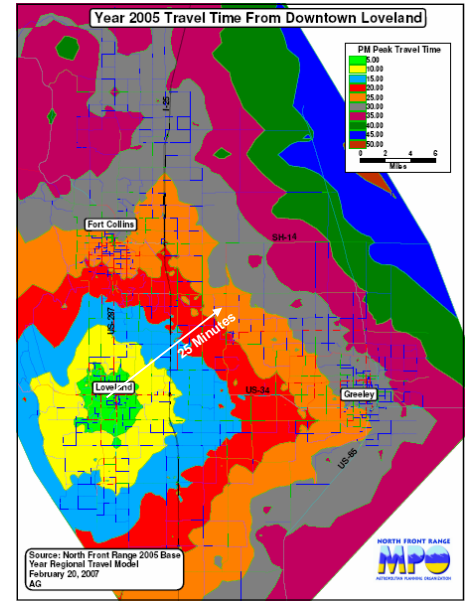 Year 2005 Travel Time From Downtown Loveland
PM Peak Travel Time
5.00
10.00
15.00
20.00
25.00
30.00
35.00
40.00
45.00
50.00
0 2 4 6
Miles
I-25
Fort Collins
SH-14
US-287
25 Minutes
Loveland
US-34
Greeley
US-85
NORTH FRONT RANGE
MPO
METROPOLITAN PLANNING ORGANIZATION
Source: North Front Range 2005 Base
Year Regional Travel Model
February 20, 2007
AG